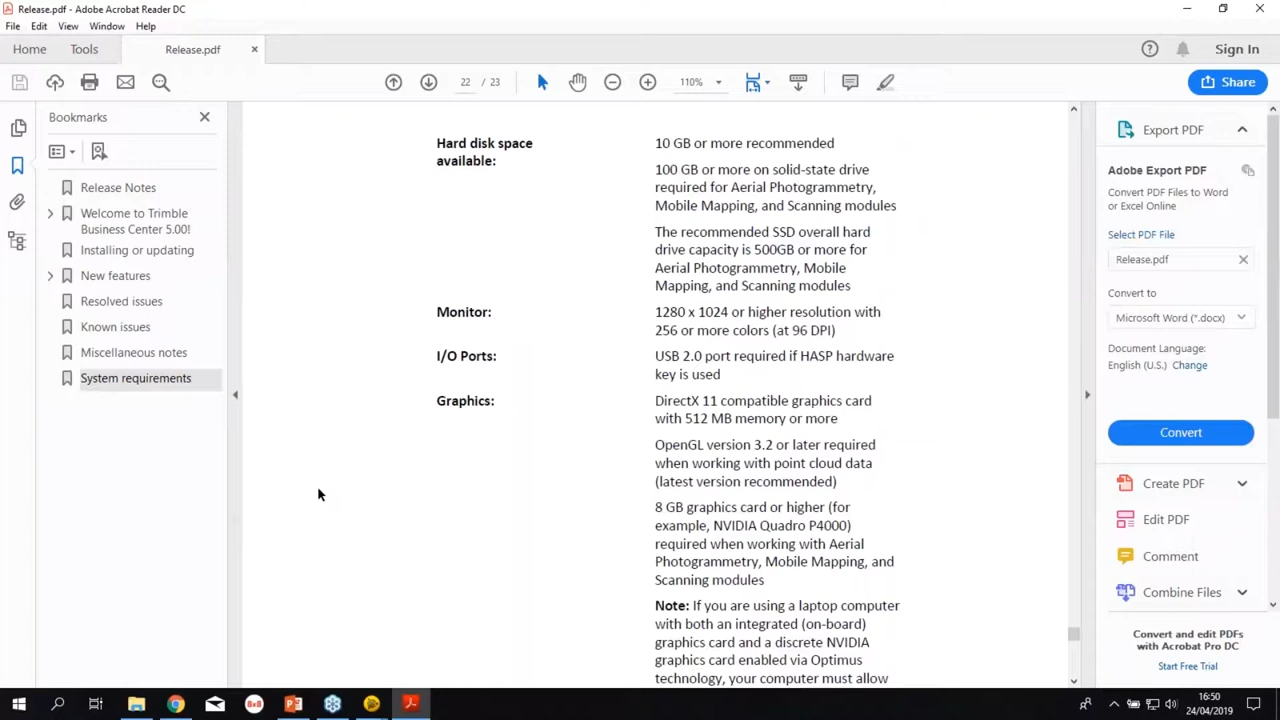 Release.pdf - Adobe Acrobat Reader DC
File Edit View Window Help
Home Tools Release.pdf Sign In
22 / 23 110% Share
Bookmarks
Release Notes
Welcome to Trimble
Business Center 5.00!
Installing or updating
New features
Resolved issues
Known issues
Miscellaneous notes
System requirements
Hard disk space
available:
10 GB or more recommended
100 GB or more on solid-state drive
required for Aerial Photogrammetry,
Mobile Mapping, and Scanning modules
The recommended SSD overall hard
drive capacity is 500GB or more for
Aerial Photogrammetry, Mobile
Mapping, and Scanning modules
Monitor:
1280 x 1024 or higher resolution with
256 or more colors (at 96 DPI)
I/O Ports:
USB 2.0 port required if HASP hardware
key is used
Graphics:
DirectX 11 compatible graphics card
with 512 MB memory or more
OpenGL version 3.2 or later required
when working with point cloud data
(latest version recommended)
8 GB graphics card or higher (for
example, NVIDIA Quadro P4000)
required when working with Aerial
Photogrammetry, Mobile Mapping, and
Scanning modules
Note: If you are using a laptop computer
with both an integrated (on-board)
graphics card and a discrete NVIDIA
graphics card enabled via Optimus
technology, your computer must allow
Export PDF
Adobe Export PDF
Convert PDF Files to Word
or Excel Online
Select PDF File
Release.pdf
Convert to
Microsoft Word (*.docx)
Document Language:
English (U.S.) Change
Convert
Create PDF
Edit PDF
Comment
Combine Files
Convert and edit PDFs
with Acrobat Pro DC
Start Free Trial
8x8
16:50
24/04/2019